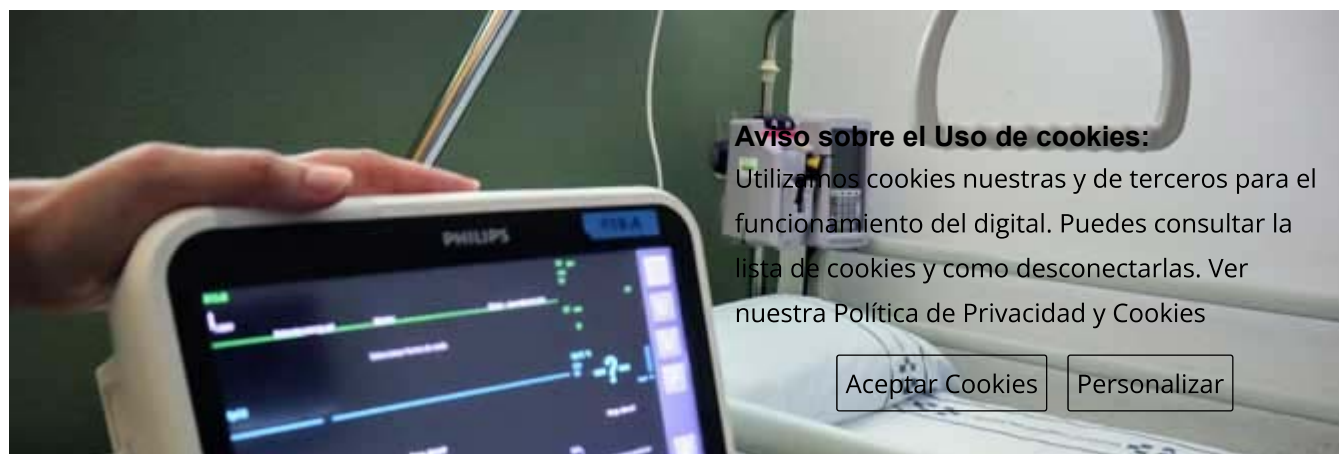 PHILIPS
Aviso sobre el Uso de cookies:
Utilizamos cookies nuestras y de terceros para el
funcionamiento del digital. Puedes consultar la
lista de cookies y como desconectarlas. Ver
nuestra Política de Privacidad y Cookies
Aceptar Cookies
Personalizar